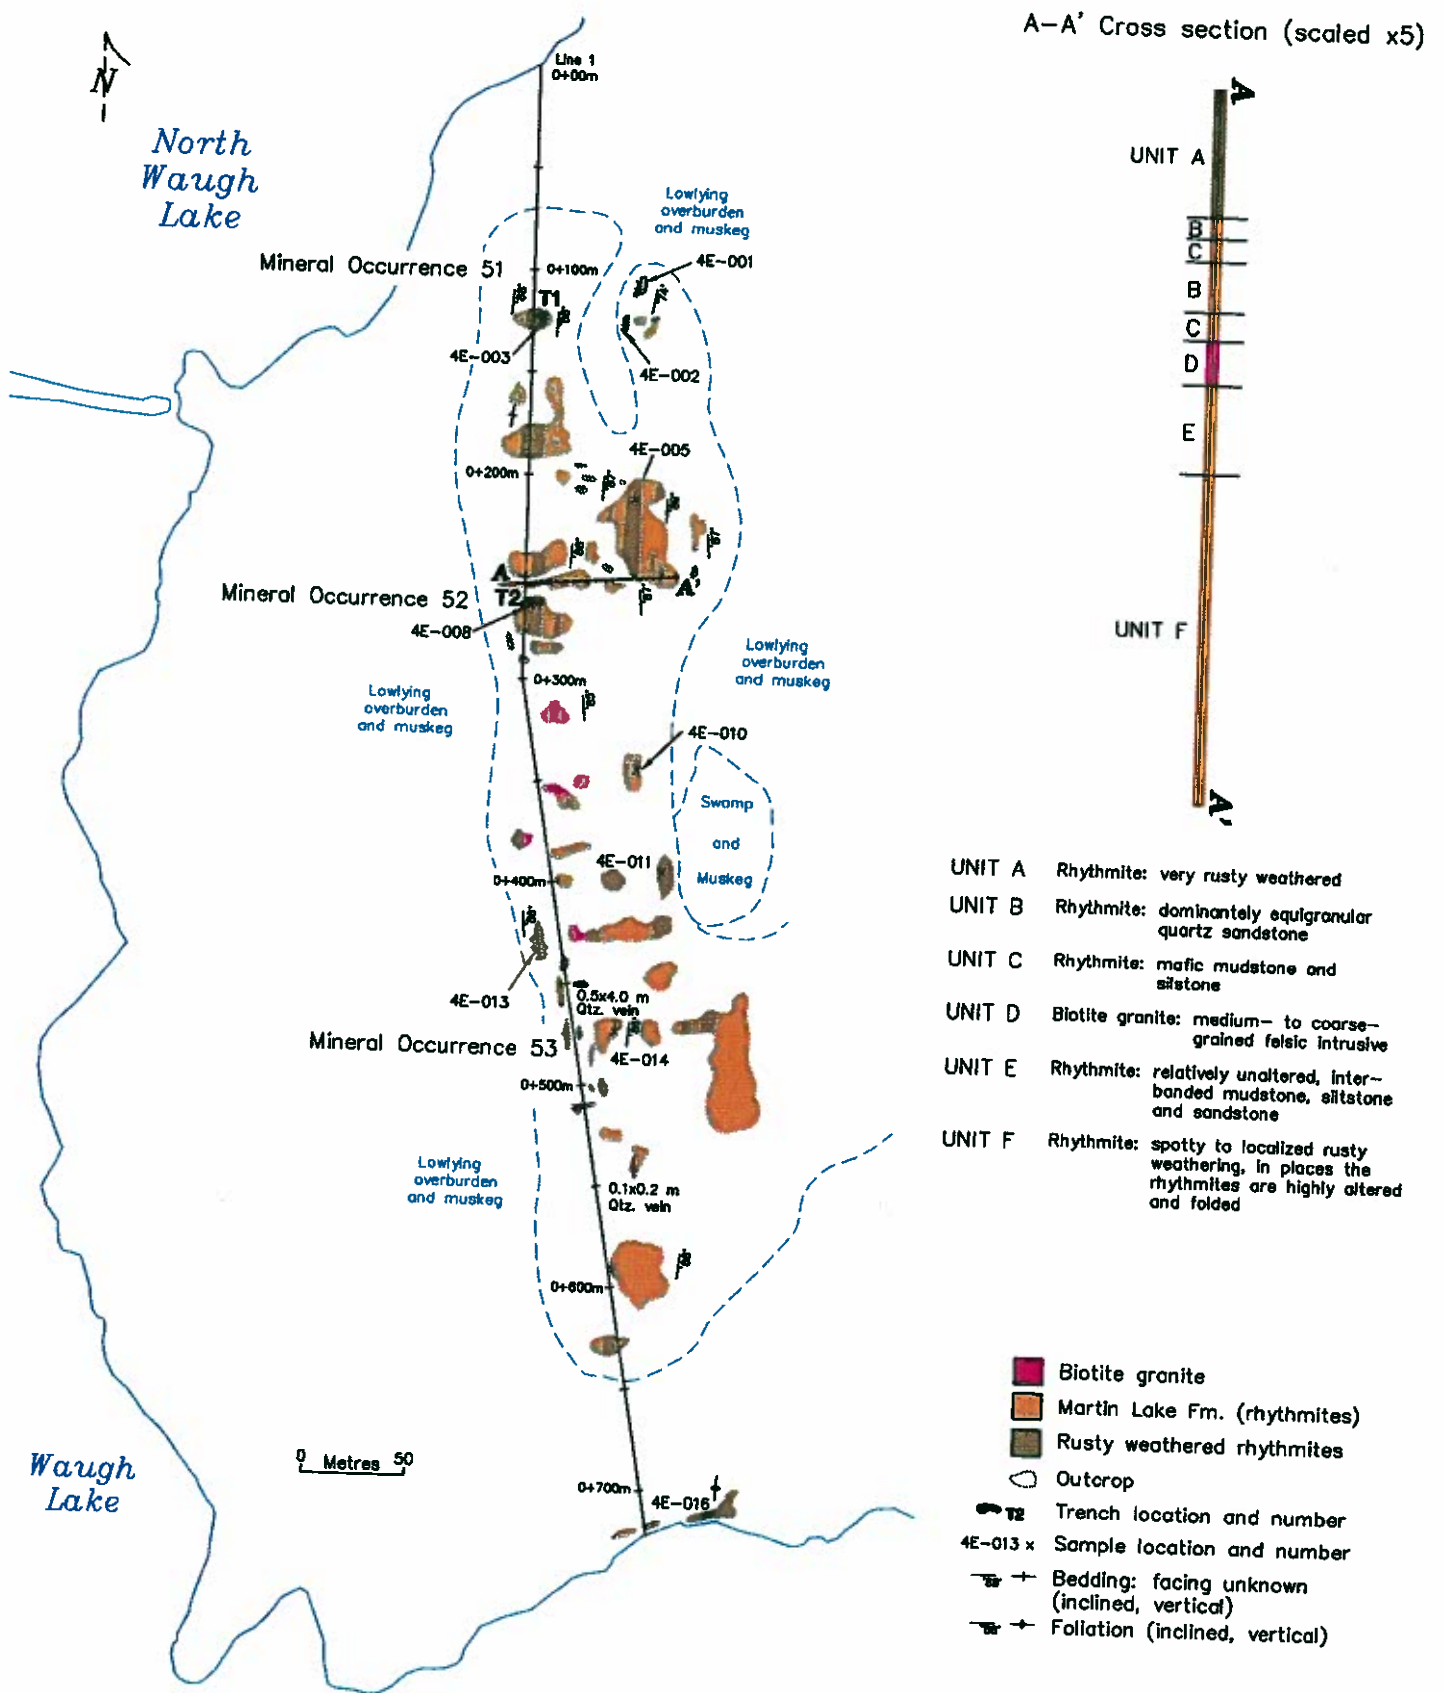 A-A' Cross section (scaled x5)
N
Line 1
0+00m
North
Waugh
Lake
A
UNIT A
B
C
B
C
D
E
UNIT F
A'
Lowlying
overburden
and muskeg
Mineral Occurrence 51
0+100m
4E-001
74°
T1
4E-003
4E-002
4E-005
0+200m
A
A'
Mineral Occurrence 52
T2
4E-008
Lowlying
overburden
and muskeg
0+300m
Lowlying
overburden
and muskeg
4E-010
Swamp
and
Muskeg
4E-011
0+400m
4E-013
0.5x4.0 m
Qtz. vein
Mineral Occurrence 53
4E-014
0+500m
Lowlying
overburden
and muskeg
0.1x0.2 m
Qtz. vein
0+600m
0+700m
4E-016
Waugh
Lake
0 Metres 50
UNIT A Rhythmite: very rusty weathered
UNIT B Rhythmite: dominantely equigranular
quartz sandstone
UNIT C Rhythmite: mafic mudstone and
silstone
UNIT D Biotite granite: medium- to coarse-
grained felsic intrusive
UNIT E Rhythmite: relatively unaltered, inter-
banded mudstone, siltstone
and sandstone
UNIT F Rhythmite: spotty to localized rusty
weathering, in places the
rhythmites are highly altered
and folded
Biotite granite
Martin Lake Fm. (rhythmites)
Rusty weathered rhythmites
Outcrop
T2 Trench location and number
4E-013 x Sample location and number
Bedding: facing unknown
(inclined, vertical)
Foliation (inclined, vertical)